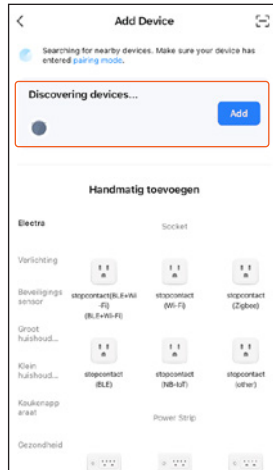 Add Device
Searching for nearby devices. Make sure your device has
entered pairing mode.
Discovering devices...
Add
Handmatig toevoegen
Electra
Socket
Verlichting
Beveiligings
sensor
stopcontact(BLE+Wi
-Fi)
(BLE+Wi-Fi)
stopcontact
(Wi-Fi)
stopcontact
(Zigbee)
Groot
huishoud...
Klein
huishoud...
stopcontact
(BLE)
stopcontact
(NB-IoT)
stopcontact
(other)
Keukenapp
araat
Power Strip
Gezondheid